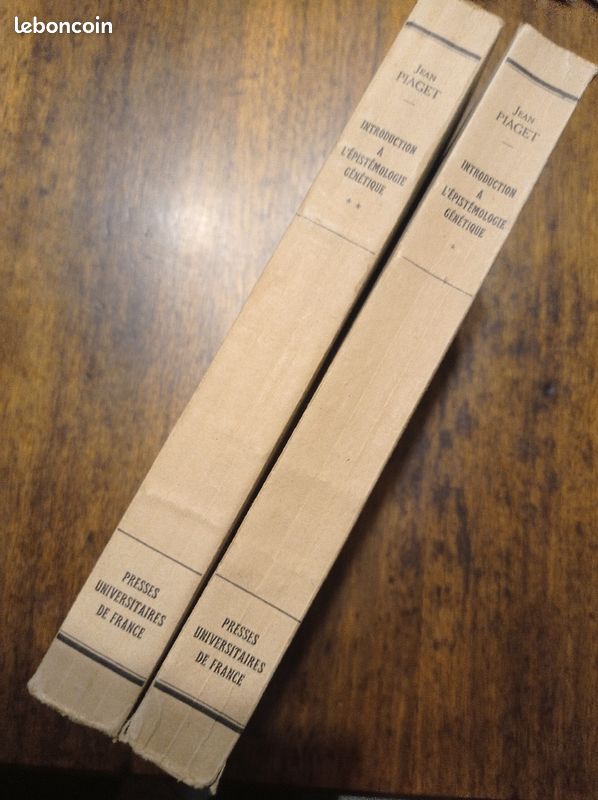 leboncoin
JEAN
PIAGET
INTRODUCTION
A
L'ÉPISTÉMOLOGIE
GÉNÉTIQUE
**
PRESSES
UNIVERSITAIRES
DE FRANCE
JEAN
PIAGET
INTRODUCTION
A
L'ÉPISTÉMOLOGIE
GÉNÉTIQUE
*
PRESSES
UNIVERSITAIRES
DE FRANCE